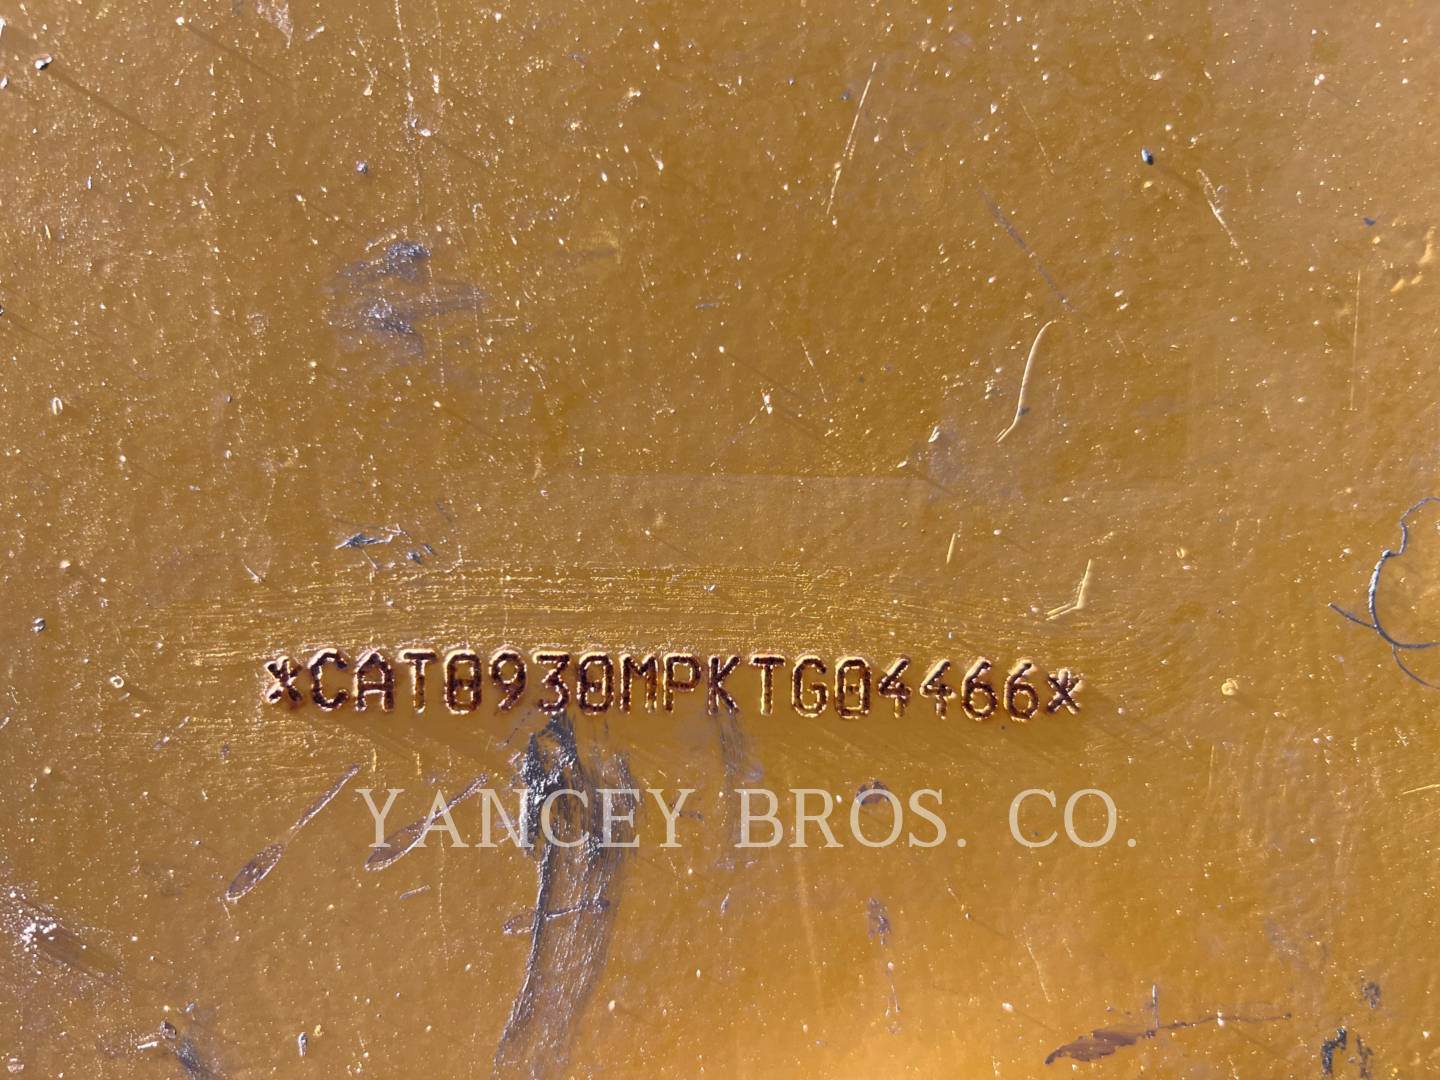 *CAT0930MPKTG04466*
YANCEY BROS. CO.